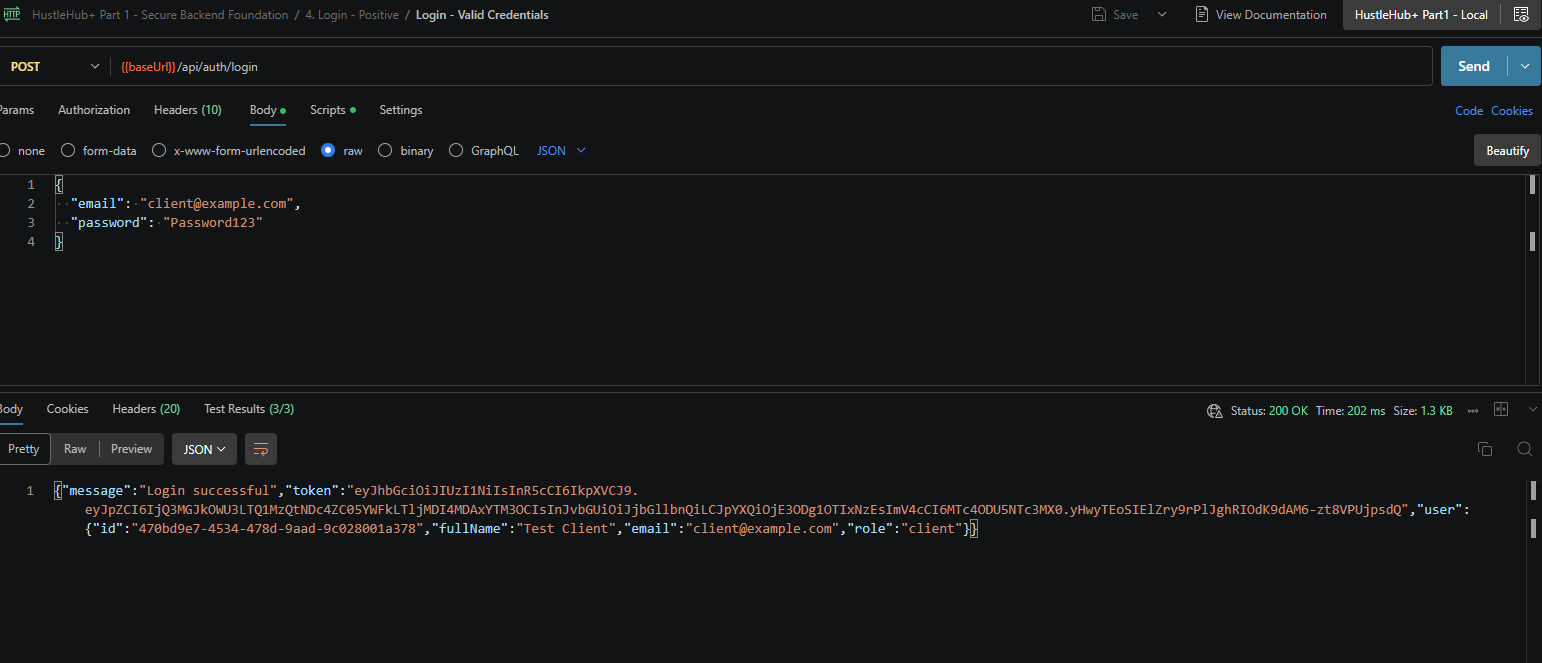 HTTP HustleHub+ Part 1 - Secure Backend Foundation / 4. Login - Positive / Login - Valid Credentials Save View Documentation HustleHub+ Part1 - Local
POST {{baseUrl}}/api/auth/login Send
Params Authorization Headers (10) Body Scripts Settings Code Cookies
none form-data x-www-form-urlencoded raw binary GraphQL JSON Beautify
1 {
2 "email": "client@example.com",
3 "password": "Password123"
4 }
Body Cookies Headers (20) Test Results (3/3) Status: 200 OK Time: 202 ms Size: 1.3 KB
Pretty Raw Preview JSON
1 {"message":"Login successful","token":"eyJhbGciOiJIUzI1NiIsInR5cCI6IkpXVCJ9.
eyJpZCI6IjQ3MGJkOWU3LTQ1MzQtNDc4ZC05YWFkLTljMDI4MDAxYTM3OCIsInJvbGUiOiJjbGllbnQiLCJpYXQiOjE3ODg1OTIxNzEsImV4cCI6MTc4ODU5NTc3MX0.yHwyTEoSIElZry9rPlJghRIOdK9dAM6-zt8VPUjpsdQ","user":
{"id":"470bd9e7-4534-478d-9aad-9c028001a378","fullName":"Test Client","email":"client@example.com","role":"client"}}